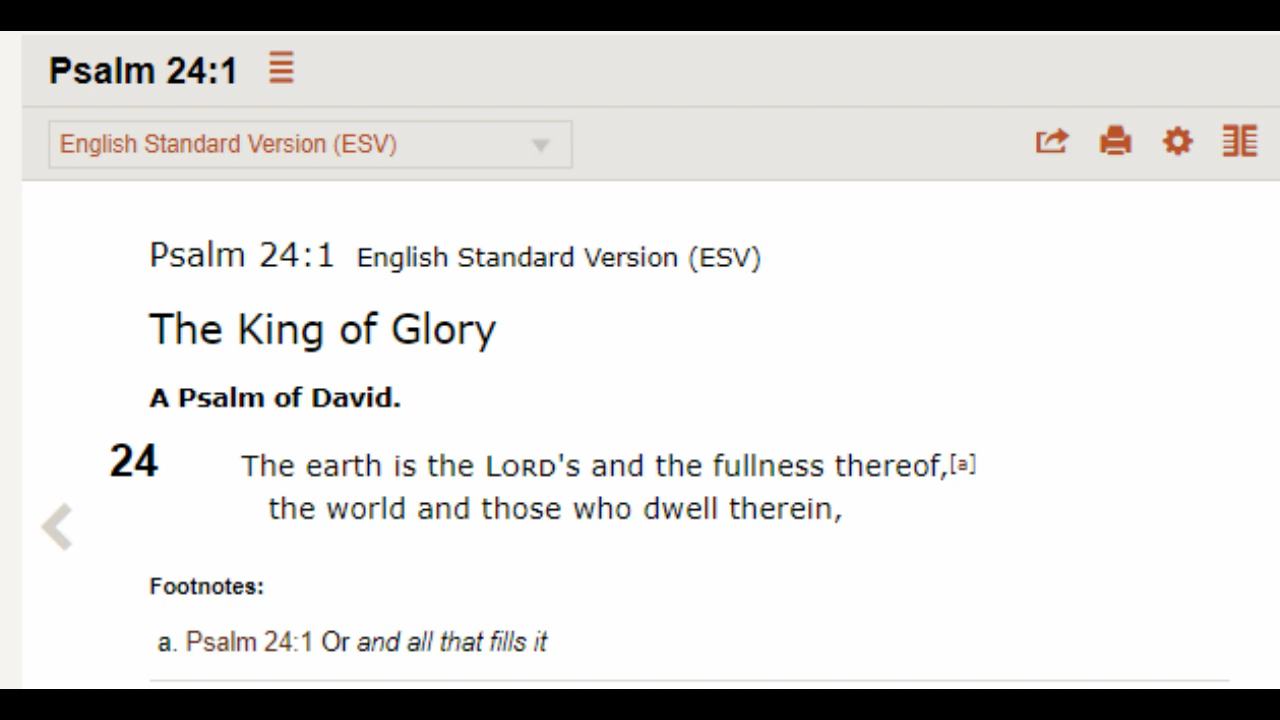 Psalm 24:1
English Standard Version (ESV)
Psalm 24:1 English Standard Version (ESV)
The King of Glory
A Psalm of David.
24 The earth is the LORD's and the fullness thereof,[a]
the world and those who dwell therein,
Footnotes:
a. Psalm 24:1 Or and all that fills it